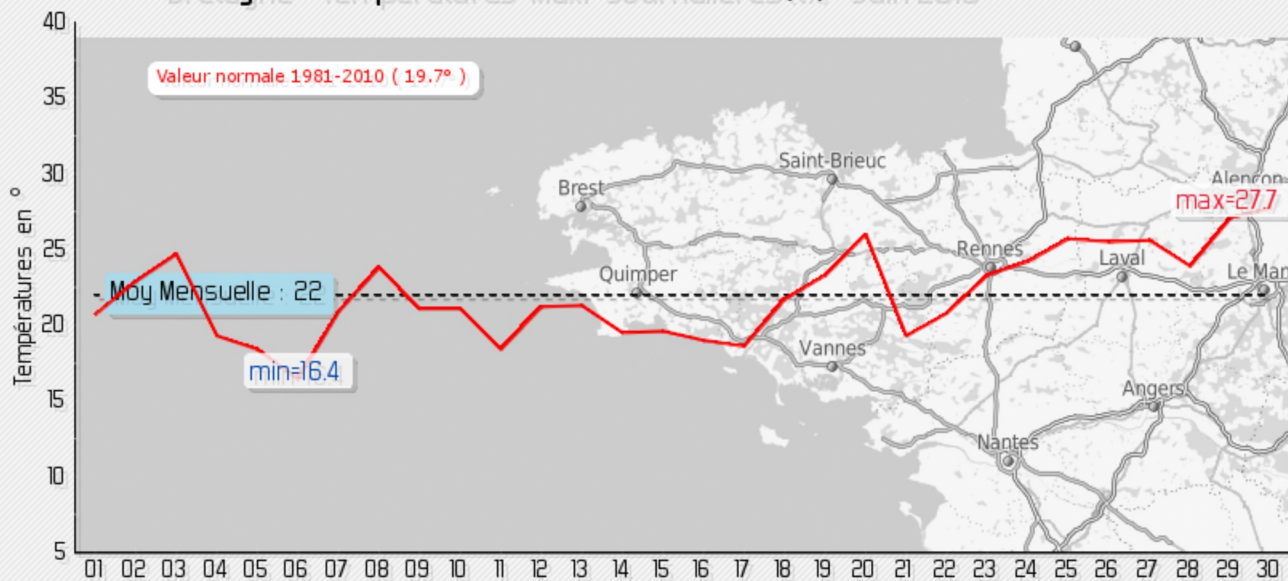 40
35
30
25
20
15
10
5
Températures en °
Valeur normale 1981-2010 ( 19.7° )
Saint-Brieuc
Brest
Alençon
max=27.7
Rennes
Laval
Quimper
Le Man
Moy Mensuelle : 22
Vannes
min=16.4
Angers
Nantes
01 02 03 04 05 06 07 08 09 10 11 12 13 14 15 16 17 18 19 20 21 22 23 24 25 26 27 28 29 30